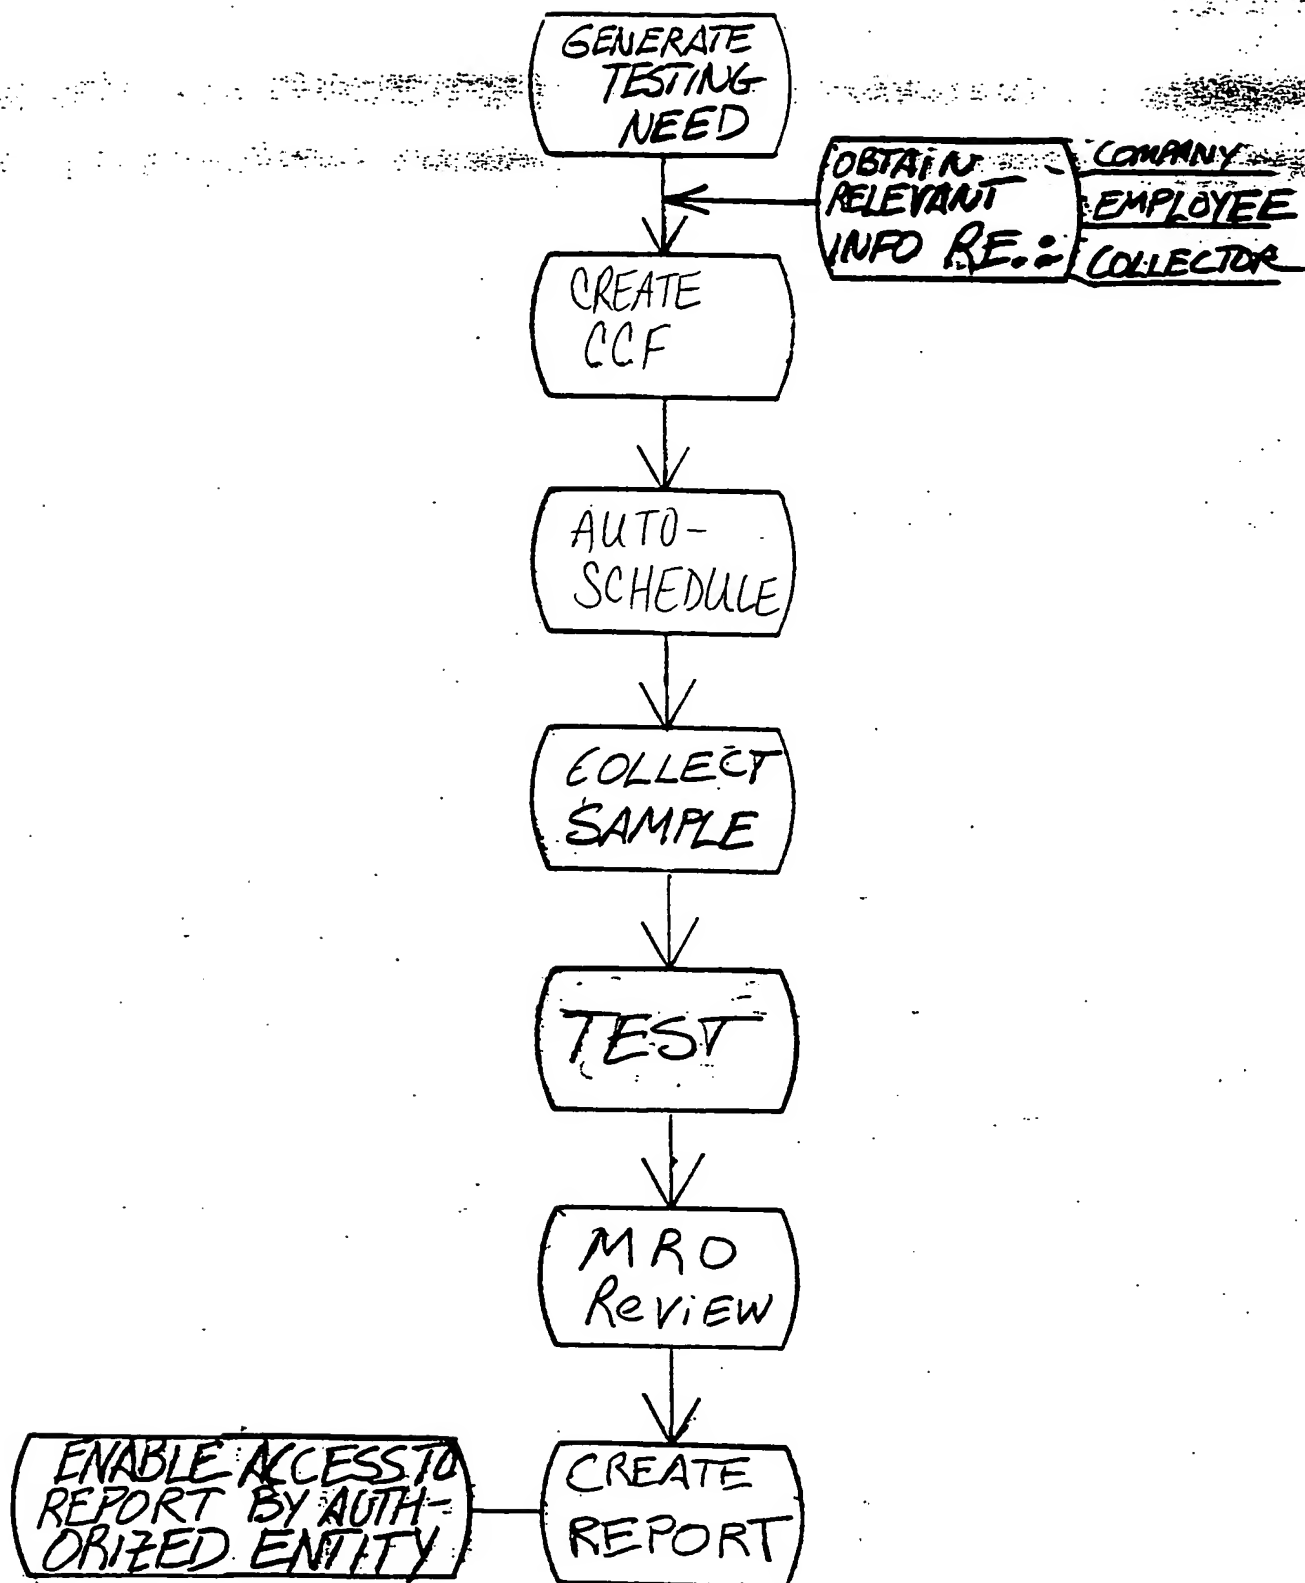 GENERATE
TESTING
NEED
OBTAIN
RELEVANT
INFO RE.:
COMPANY
EMPLOYEE
COLLECTOR
CREATE
CCF
AUTO-
SCHEDULE
COLLECT
SAMPLE
TEST
MRO
ReViEW
CREATE
REPORT
ENABLE ACCESS TO
REPORT BY AUTH-
ORIZED ENTITY